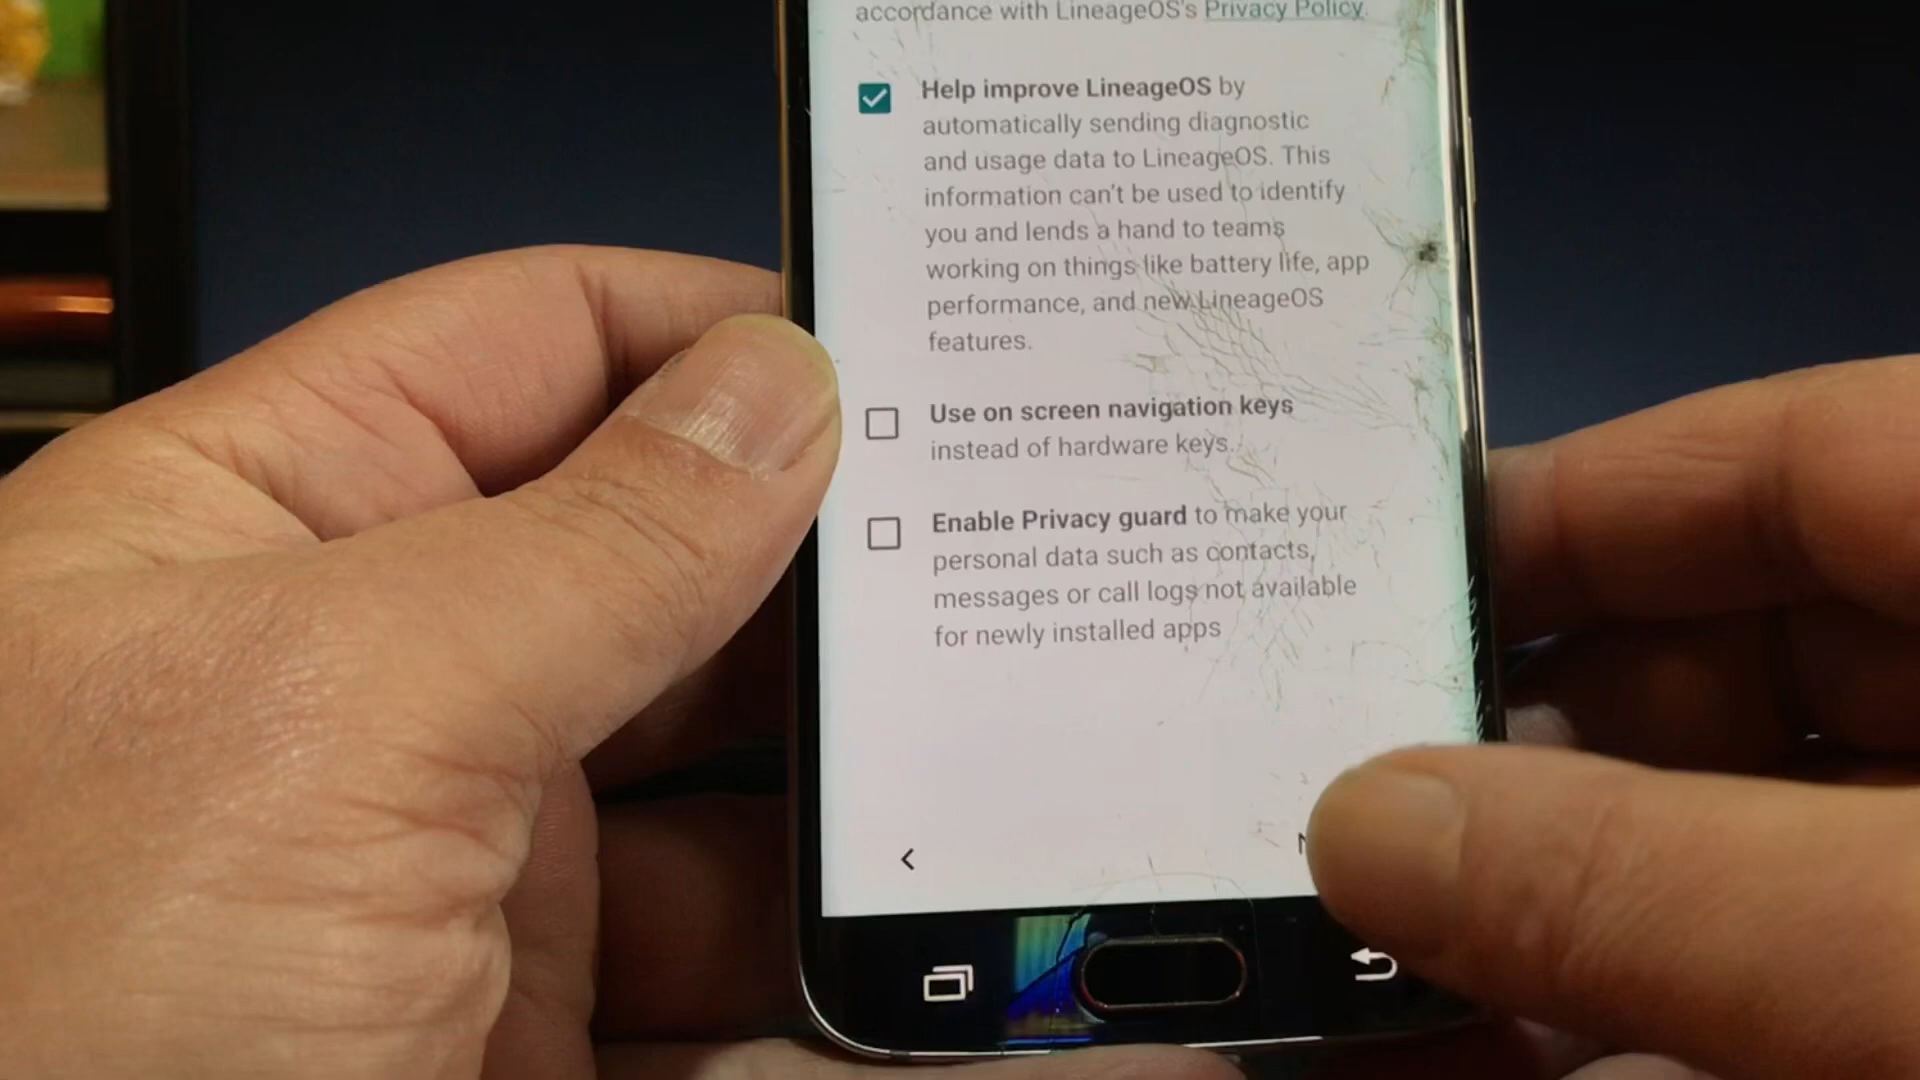 accordance with LineageOS's Privacy Policy.
Help improve LineageOS by
automatically sending diagnostic
and usage data to LineageOS. This
information can't be used to identify
you and lends a hand to teams
working on things like battery life, app
performance, and new LineageOS
features.
Use on screen navigation keys
instead of hardware keys.
Enable Privacy guard to make your
personal data such as contacts,
messages or call logs not available
for newly installed apps